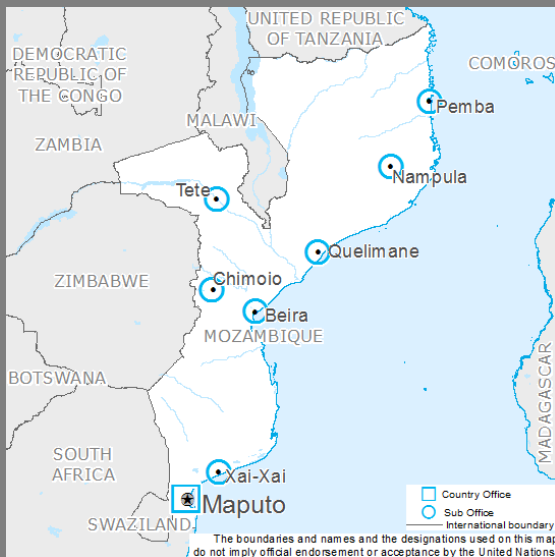 UNITED REPUBLIC
OF TANZANIA
DEMOCRATIC
REPUBLIC OF
THE CONGO
COMOROS
Pemba
MALAWI
ZAMBIA
Nampula
Tete
Quelimane
ZIMBABWE
Chimoio
Beira
MOZAMBIQUE
BOTSWANA
MADAGASCAR
SOUTH
AFRICA
Xai-Xai
Maputo
SWAZILAND
Country Office
Sub Office
International boundary
The boundaries and names and the designations used on this map
do not imply official endorsement or acceptance by the United Nations